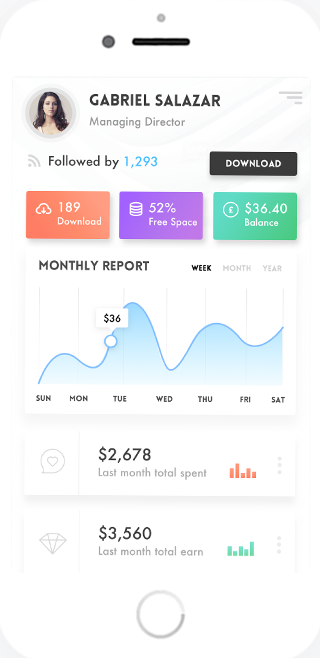 GABRIEL SALAZAR
Managing Director
Followed by 1,293
DOWNLOAD
189
Download
52%
Free Space
$36.40
Balance
MONTHLY REPORT
WEEK MONTH YEAR
$36
SUN MON TUE WED THU FRI SAT
$2,678
Last month total spent
$3,560
Last month total earn